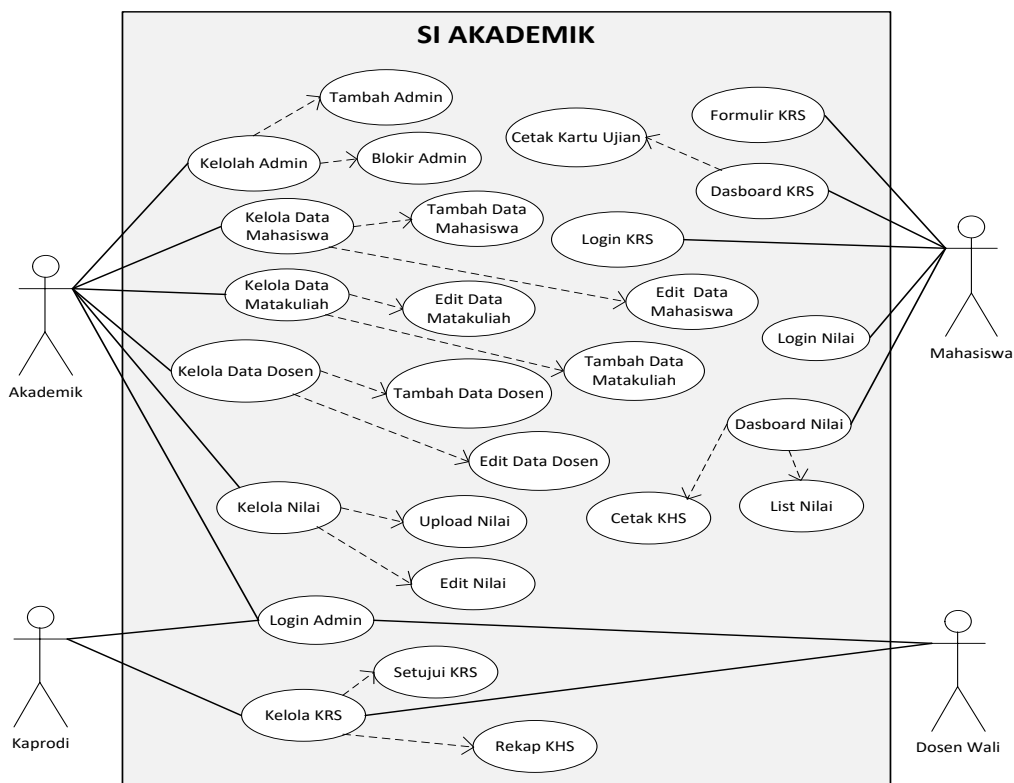 SI AKADEMIK
Tambah Admin
Formulir KRS
Cetak Kartu Ujian
Kelolah Admin
Blokir Admin
Dasboard KRS
Kelola Data
Mahasiswa
Tambah Data
Mahasiswa
Login KRS
Kelola Data
Matakuliah
Edit Data
Matakuliah
Edit Data
Mahasiswa
Login Nilai
Mahasiswa
Akademik
Kelola Data Dosen
Tambah Data Dosen
Tambah Data
Matakuliah
Dasboard Nilai
Edit Data Dosen
Kelola Nilai
Upload Nilai
Cetak KHS
List Nilai
Edit Nilai
Login Admin
Setujui KRS
Kelola KRS
Rekap KHS
Kaprodi
Dosen Wali